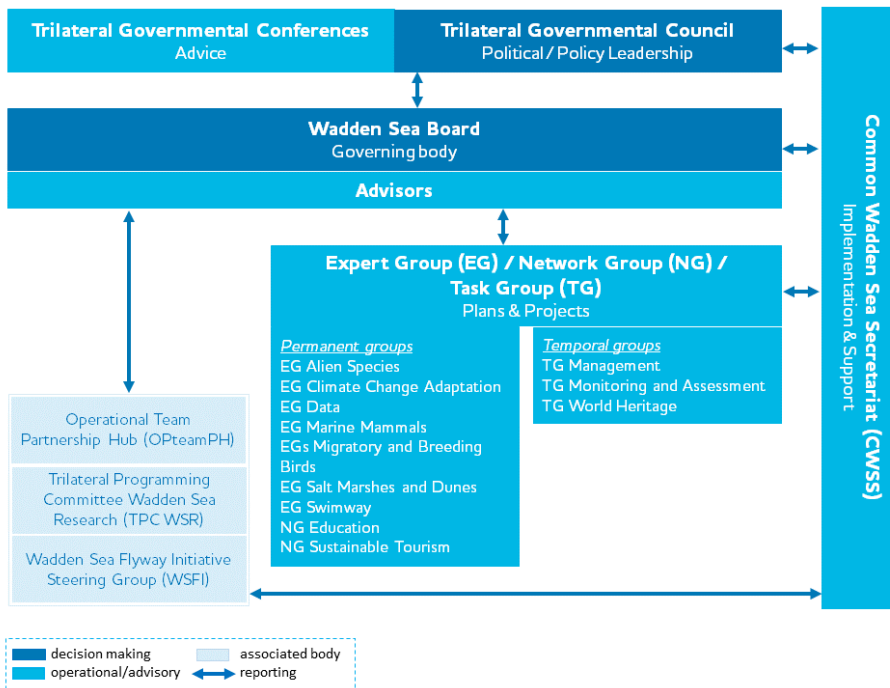 Trilateral Governmental Conferences
Advice
Trilateral Governmental Council
Political / Policy Leadership
Wadden Sea Board
Governing body
Advisors
Expert Group (EG) / Network Group (NG) /
Task Group (TG)
Plans & Projects
Permanent groups
EG Alien Species
EG Climate Change Adaptation
EG Data
EG Marine Mammals
EGs Migratory and Breeding
Birds
EG Salt Marshes and Dunes
EG Swimway
NG Education
NG Sustainable Tourism
Temporal groups
TG Management
TG Monitoring and Assessment
TG World Heritage
Operational Team
Partnership Hub (OPteamPH)
Trilateral Programming
Committee Wadden Sea
Research (TPC WSR)
Wadden Sea Flyway Initiative
Steering Group (WSFI)
Common Wadden Sea Secretariat (CWSS)
Implementation & Support
decision making
associated body
operational/advisory
reporting